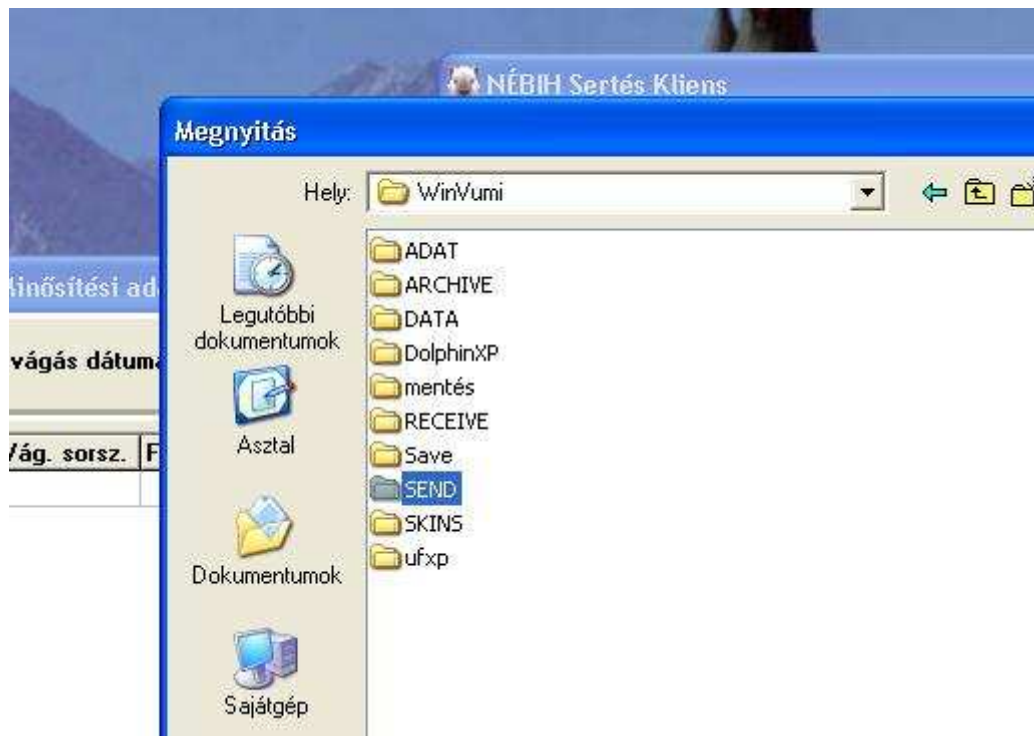 NÉBIH Sertés Kliens
Megnyitás
Hely: WinVumi
ADAT
ARCHIVE
DATA
DolphinXP
mentés
RECEIVE
Save
SEND
SKINS
ufxp
Legutóbbi
dokumentumok
Asztal
Dokumentumok
Sajátgép
Minősítési
vágás
Vág. sorsz. F